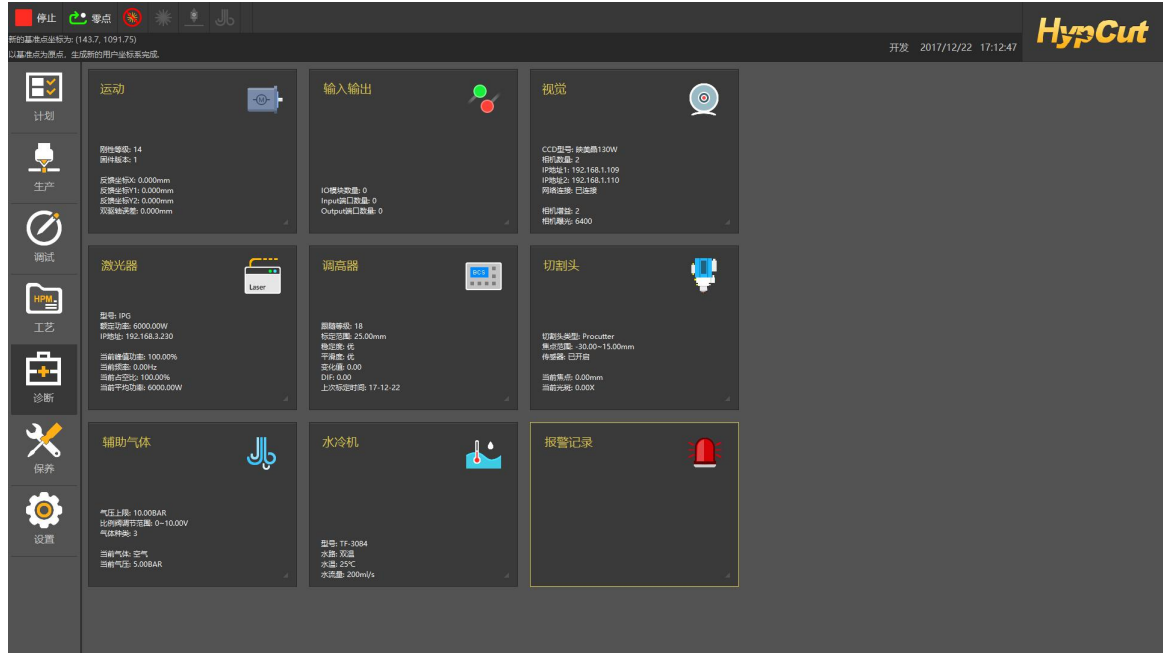 停止
零点
新的基准点坐标为: (143.7, 1091.75)
以基准点为原点，生成新的用户坐标系完成.
开发 2017/12/22 17:12:47
HypCut
计划
生产
调试
HPM
工艺
诊断
保养
设置
运动
刚性等级: 14
固件版本: 1
反馈坐标X: 0.000mm
反馈坐标Y1: 0.000mm
反馈坐标Y2: 0.000mm
双驱轴误差: 0.000mm
输入输出
IO模块数量: 0
Input端口数量: 0
Output端口数量: 0
视觉
CCD型号: 映美晶130W
相机数量: 2
IP地址1: 192.168.1.109
IP地址2: 192.168.1.110
网络连接: 已连接
相机增益: 2
相机曝光: 6400
激光器
Laser
型号: IPG
额定功率: 6000.00W
IP地址: 192.168.3.230
当前峰值功率: 100.00%
当前频率: 0.00Hz
当前占空比: 100.00%
当前平均功率: 6000.00W
调高器
BCS
跟随等级: 18
标定范围: 25.00mm
稳定度: 优
平滑度: 优
变化值: 0.00
DIF: 0.00
上次标定时间: 17-12-22
切割头
切割头类型: Procutter
焦点范围: -30.00~15.00mm
传感器: 已开启
当前焦点: 0.00mm
当前光斑: 0.00X
辅助气体
气压上限: 10.00BAR
比例阀调节范围: 0~10.00V
气体种类: 3
当前气体: 空气
当前气压: 5.00BAR
水冷机
型号: TF-3084
水路: 双温
水温: 25℃
水流量: 200ml/s
报警记录